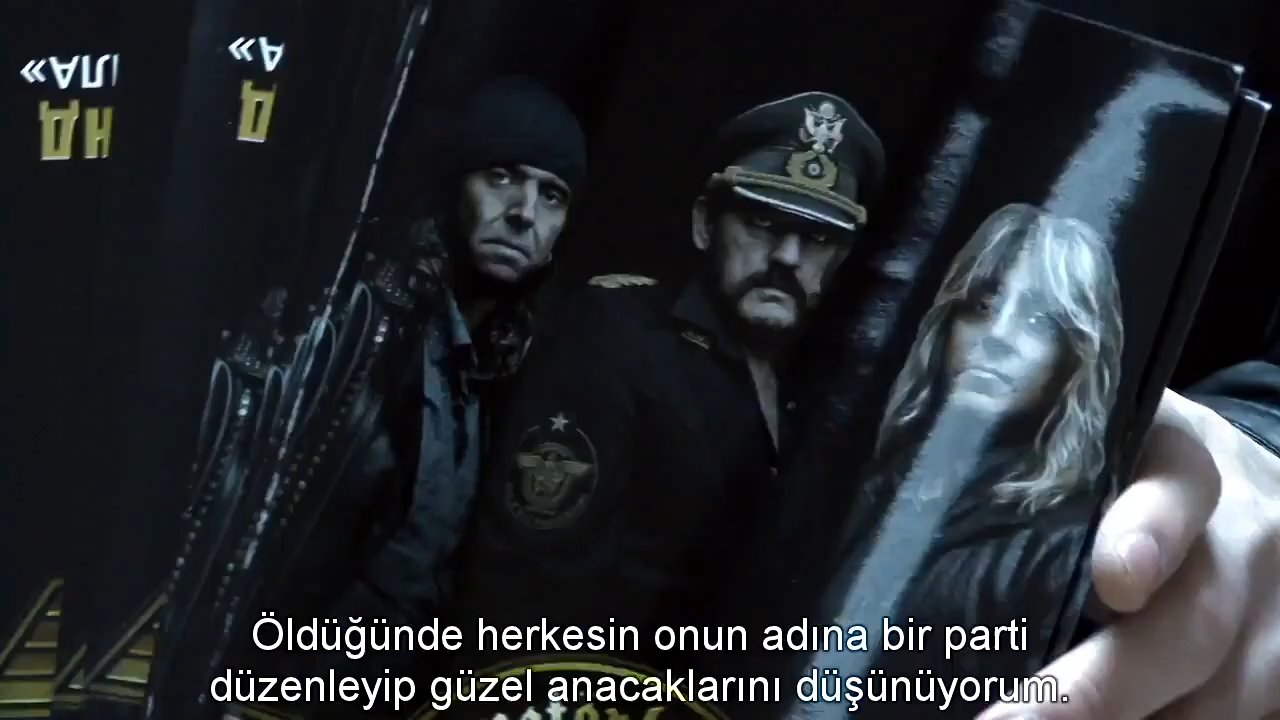 Öldüğünde herkesin onun adına bir parti
düzenleyip güzel anacaklarını düşünüyorum.